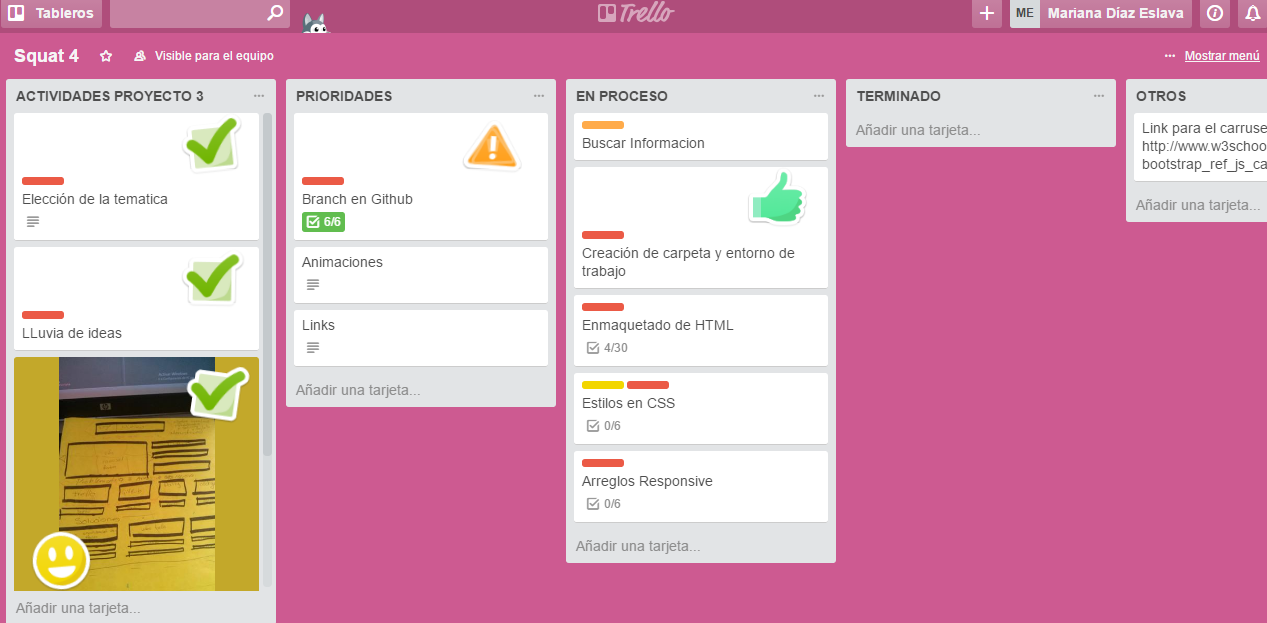 Tableros
Trello
ME Mariana Díaz Eslava
Squat 4
Visible para el equipo
Mostrar menú
ACTIVIDADES PROYECTO 3
Elección de la tematica
LLuvia de ideas
Añadir una tarjeta...
PRIORIDADES
Branch en Github
6/6
Animaciones
Links
Añadir una tarjeta...
EN PROCESO
Buscar Informacion
Creación de carpeta y entorno de
trabajo
Enmaquetado de HTML
4/30
Estilos en CSS
0/6
Arreglos Responsive
0/6
Añadir una tarjeta...
TERMINADO
Añadir una tarjeta...
OTROS
Link para el carruse
http://www.w3schoo
bootstrap_ref_js_ca
Añadir una tarjeta...